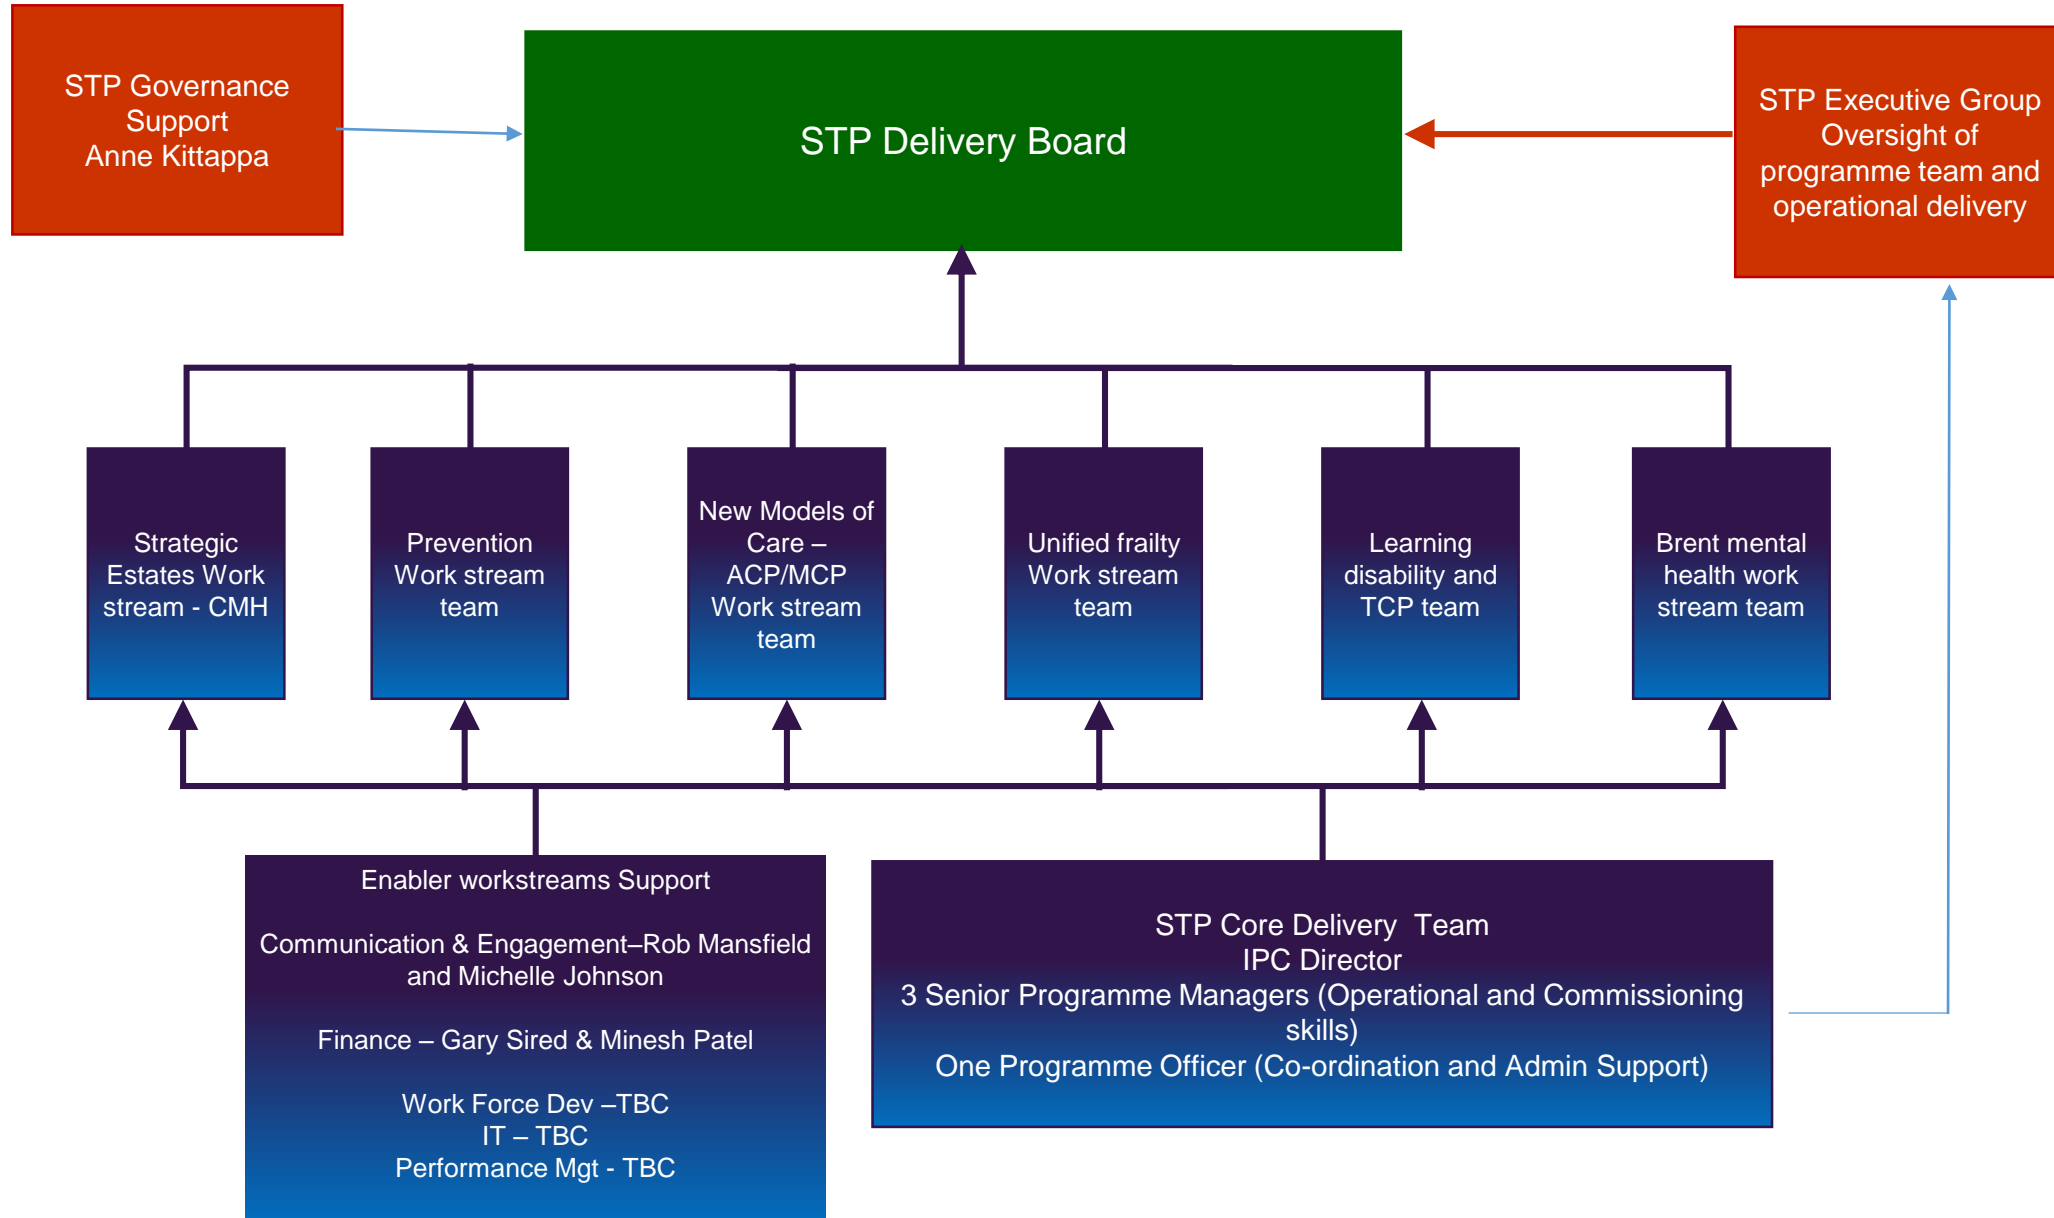 STP Governance
Support
Anne Kittappa
STP Delivery Board
STP Executive Group
Oversight of
programme team and
operational delivery
Strategic
Estates Work
stream - CMH
Prevention
Work stream
team
New Models of
Care –
ACP/MCP
Work stream
team
Unified frailty
Work stream
team
Learning
disability and
TCP team
Brent mental
health work
stream team
Enabler workstreams Support
Communication & Engagement–Rob Mansfield
and Michelle Johnson
Finance – Gary Sired & Minesh Patel
Work Force Dev –TBC
IT – TBC
Performance Mgt - TBC
STP Core Delivery  Team
IPC Director
3 Senior Programme Managers (Operational and Commissioning
skills)
One Programme Officer (Co-ordination and Admin Support)